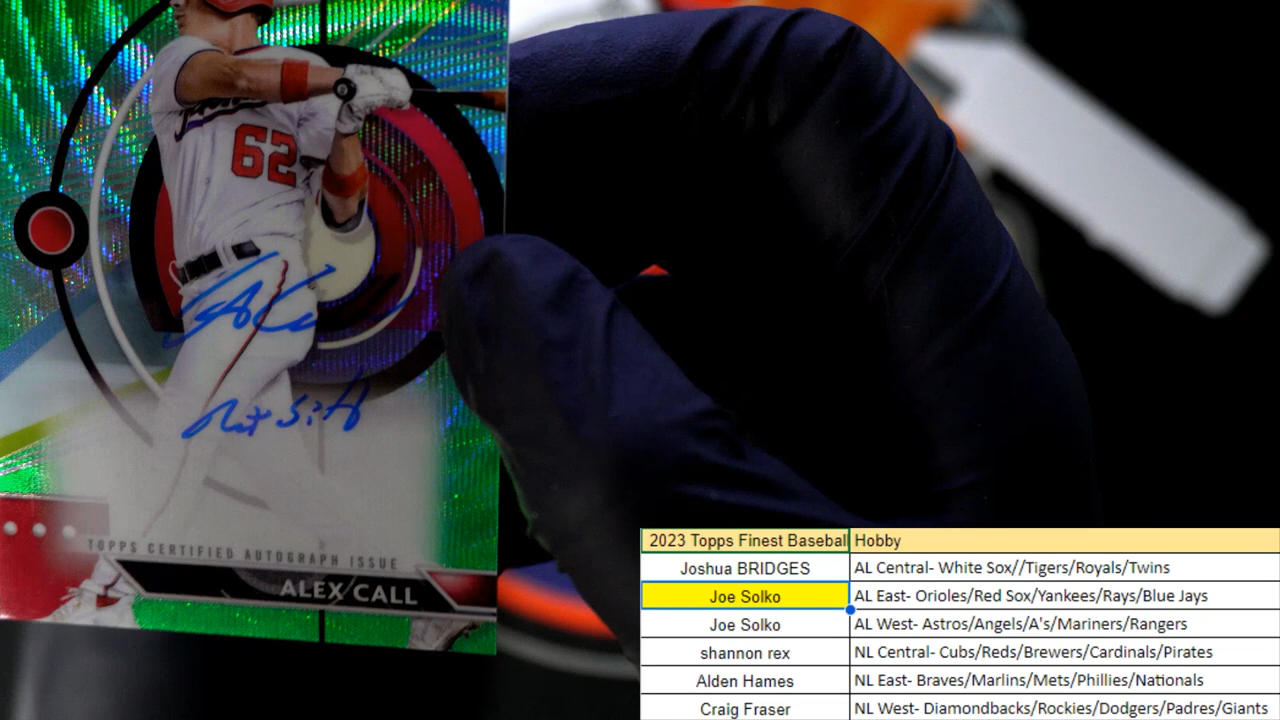 62
TOPPS CERTIFIED AUTOGRAPH ISSUE
ALEX CALL
2023 Topps Finest Baseball Hobby
Joshua BRIDGES AL Central- White Sox//Tigers/Royals/Twins
Joe Solko AL East- Orioles/Red Sox/Yankees/Rays/Blue Jays
Joe Solko AL West- Astros/Angels/A's/Mariners/Rangers
shannon rex NL Central- Cubs/Reds/Brewers/Cardinals/Pirates
Alden Hames NL East- Braves/Marlins/Mets/Phillies/Nationals
Craig Fraser NL West- Diamondbacks/Rockies/Dodgers/Padres/Giants